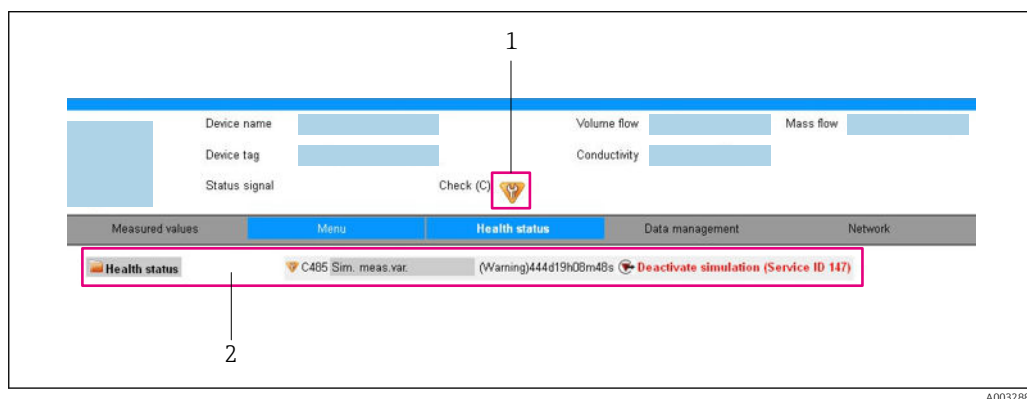 1
Device name Volume flow Mass flow
Device tag Conductivity
Status signal Check (C)
Measured values Menu Health status Data management Network
Health status C485 Sim. meas.var. (Warning)444d19h08m48s Deactivate simulation (Service ID 147)
2